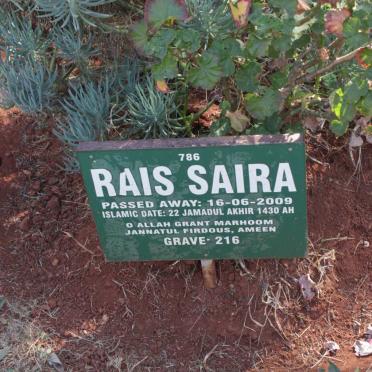 786
RAIS SAIRA
PASSED AWAY: 16-06-2009
ISLAMIC DATE: 22 JAMADUL AKHIR 1430 AH
O ALLAH GRANT MARHOOM
JANNATUL FIRDOUS, AMEEN
GRAVE- 216